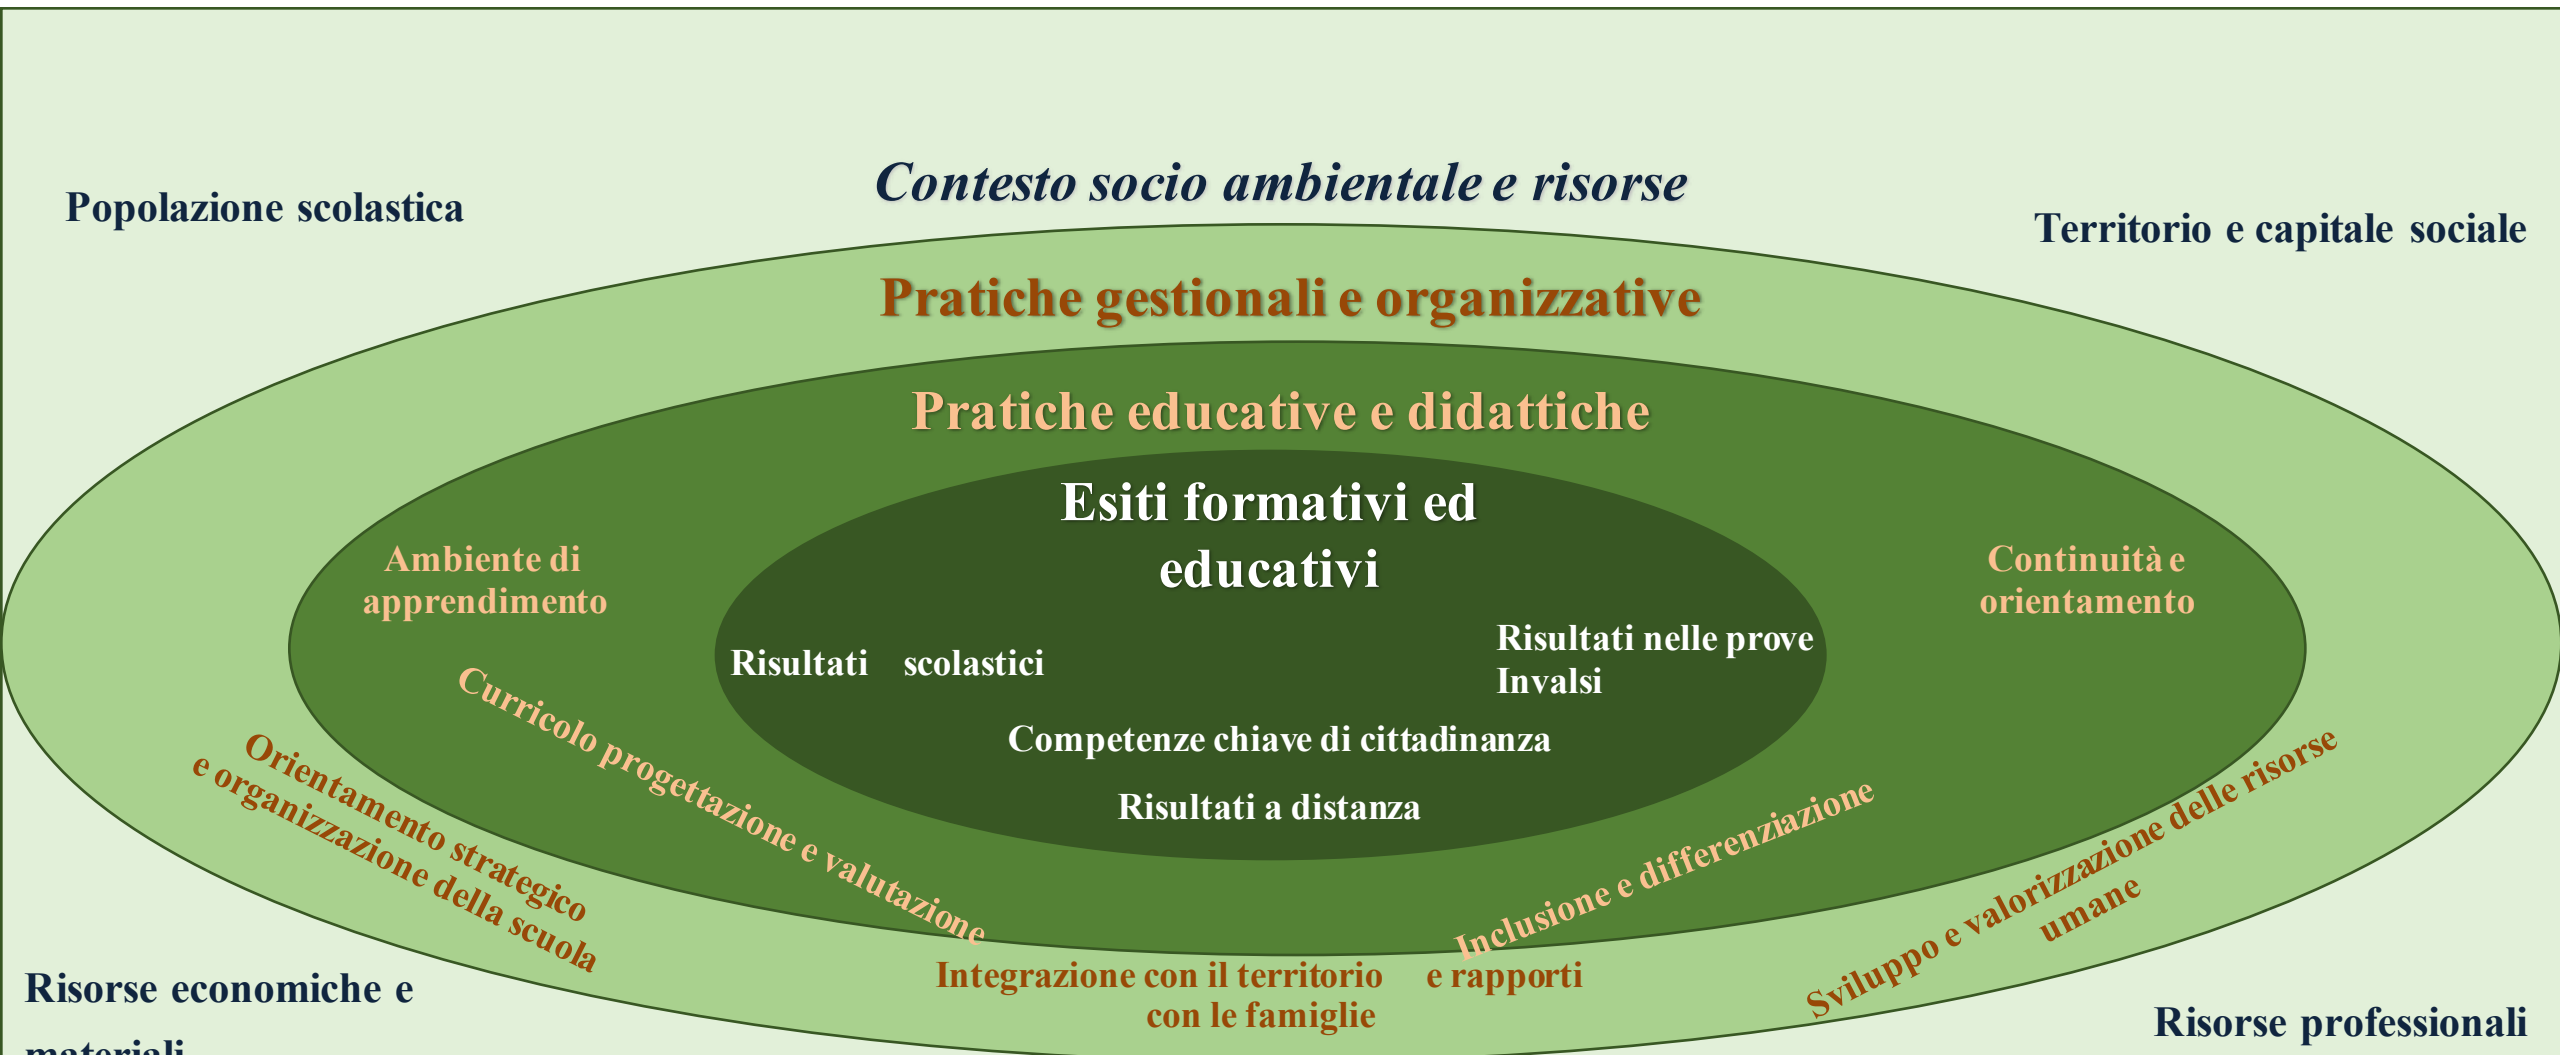 Contesto socio ambientale e risorse
Popolazione scolastica
Territorio e capitale sociale
Pratiche gestionali e organizzative
Pratiche educative e didattiche
Esiti formativi ed
educativi
Ambiente di
apprendimento
Continuità e
orientamento
Risultati scolastici
Risultati nelle prove
Invalsi
Competenze chiave di cittadinanza
Risultati a distanza
Curricolo progettazione e valutazione
Inclusione e differenziazione
Orientamento strategico
e organizzazione della scuola
Sviluppo e valorizzazione delle risorse
umane
Integrazione con il territorio e rapporti
con le famiglie
Risorse economiche e
materiali
Risorse professionali